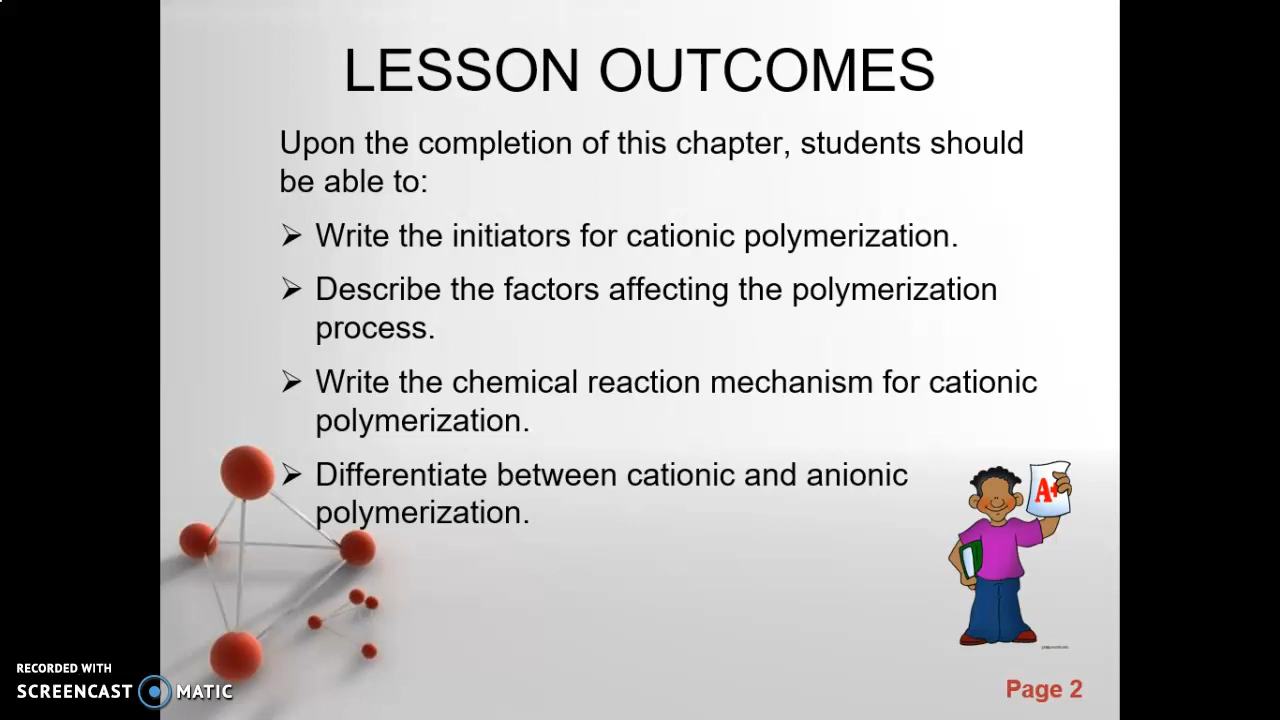 LESSON OUTCOMES
Upon the completion of this chapter, students should
be able to:
➢ Write the initiators for cationic polymerization.
➢ Describe the factors affecting the polymerization
process.
➢ Write the chemical reaction mechanism for cationic
polymerization.
➢ Differentiate between cationic and anionic
polymerization.
A+
RECORDED WITH
SCREENCAST MATIC
Page 2